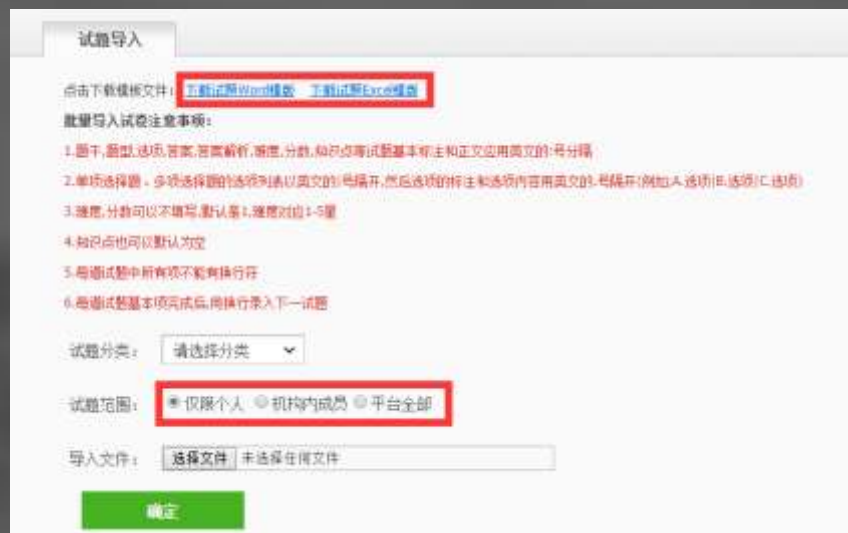 试题导入
点击下载模板文件：下载试题Word模版 下载试题Excel模版
批量导入试卷注意事项：
1.题干,题型,选项,答案,答案解析,难度,分数,知识点等试题基本标注和正文应用英文的:号分隔
2.单项选择题、多项选择题的选项列表以英文的|号隔开,然后选项的标注和选项内容用英文的.号隔开(例如:A.选项|B.选项|C.选项)
3.难度,分数可以不填写,默认是1,难度对应1-5星
4.知识点也可以默认为空
5.每道试题中所有项不能有换行符
6.每道试题基本项完成后,需换行录入下一试题
试题分类： 请选择分类
试题范围： 仅限个人 机构内成员 平台全部
导入文件： 选择文件 未选择任何文件
确定